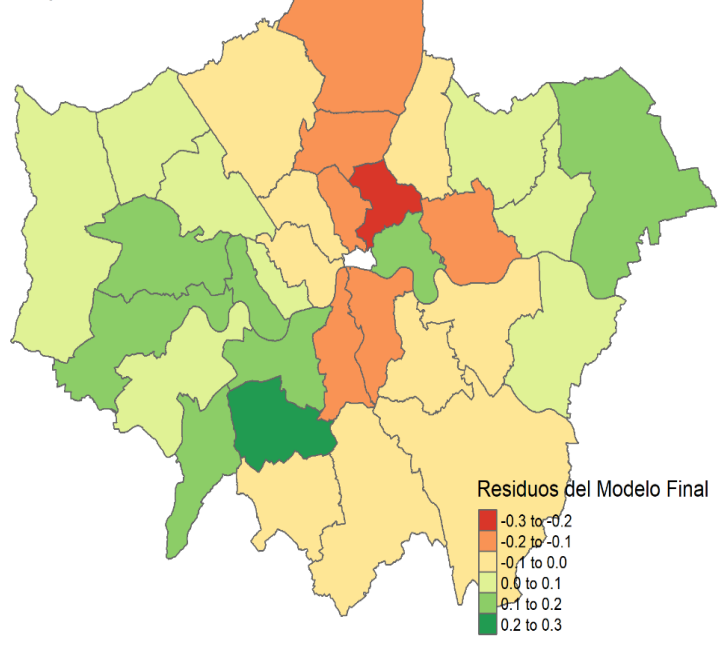 Residuos del Modelo Final
-0.3 to -0.2
-0.2 to -0.1
-0.1 to 0.0
0.0 to 0.1
0.1 to 0.2
0.2 to 0.3